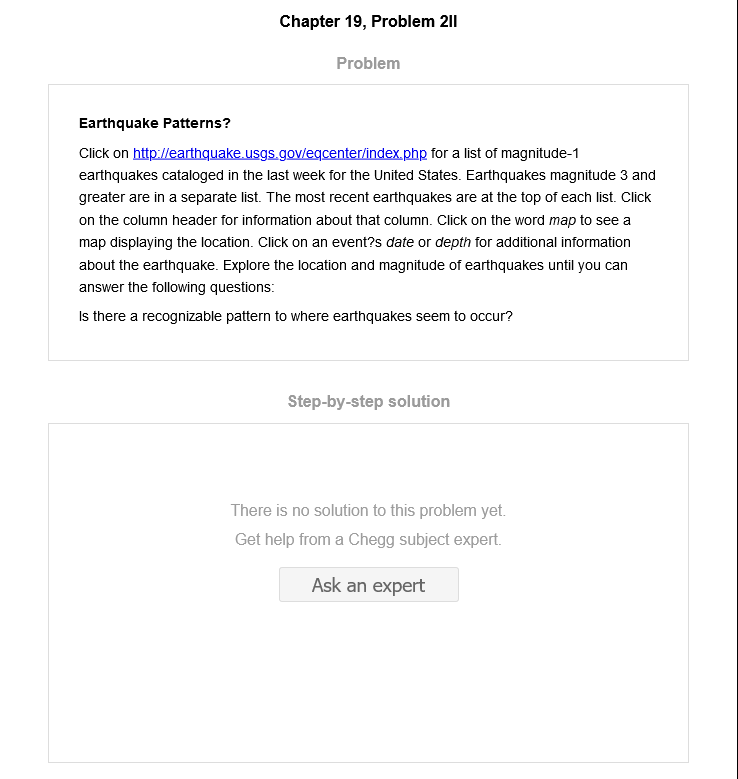 Chapter 19, Problem 2II
Problem
Earthquake Patterns?
Click on http://earthquake.usgs.gov/eqcenter/index.php for a list of magnitude-1
earthquakes cataloged in the last week for the United States. Earthquakes magnitude 3 and
greater are in a separate list. The most recent earthquakes are at the top of each list. Click
on the column header for information about that column. Click on the word map to see a
map displaying the location. Click on an event?s date or depth for additional information
about the earthquake. Explore the location and magnitude of earthquakes until you can
answer the following questions:
Is there a recognizable pattern to where earthquakes seem to occur?
Step-by-step solution
There is no solution to this problem yet.
Get help from a Chegg subject expert.
Ask an expert